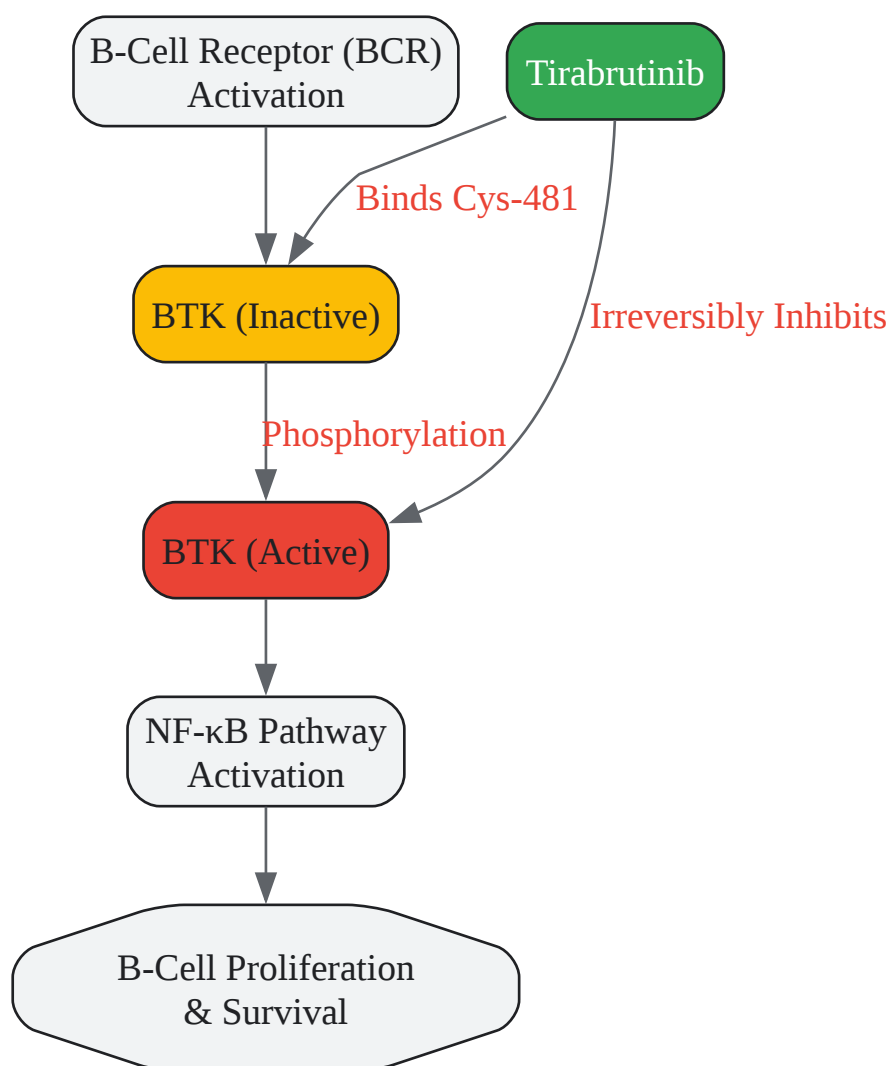 B-Cell Receptor (BCR)
Activation
Tirabrutinib
Binds Cys-481
BTK (Inactive)
Irreversibly Inhibits
Phosphorylation
BTK (Active)
NF-κB Pathway
Activation
B-Cell Proliferation
& Survival